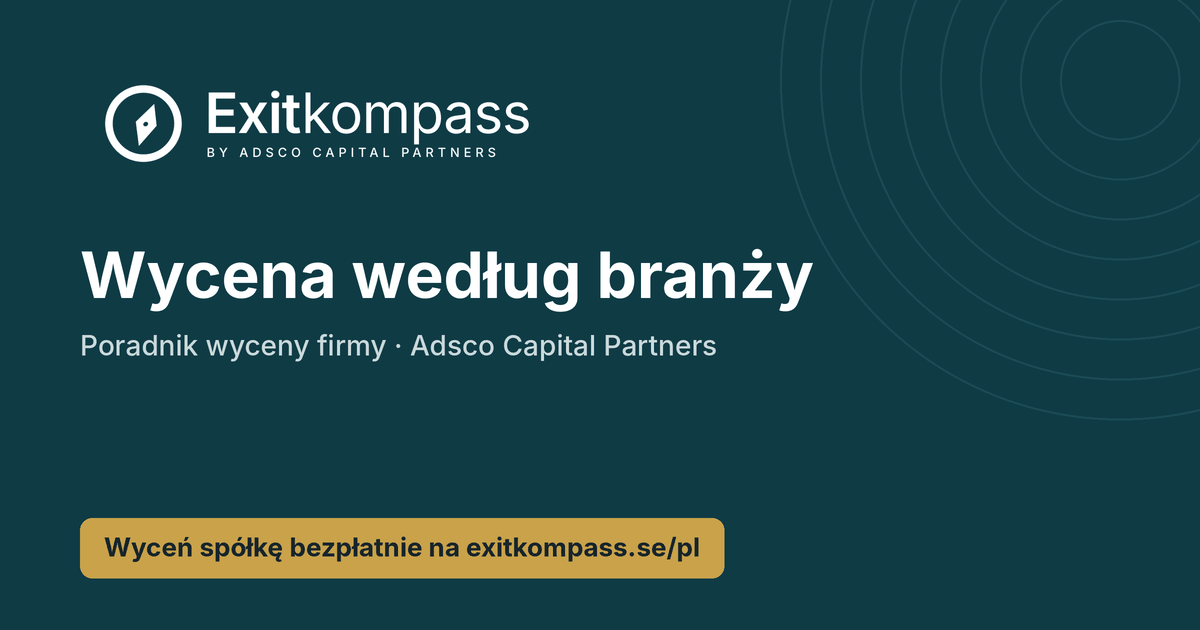 Exitkompass
BY ADSCO CAPITAL PARTNERS
Wycena według branży
Poradnik wyceny firmy · Adsco Capital Partners
Wyceń spółkę bezpłatnie na exitkompass.se/pl